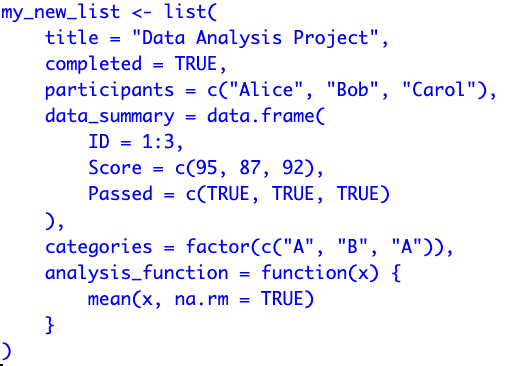 my_new_list <- list(
    title = "Data Analysis Project",
    completed = TRUE,
    participants = c("Alice", "Bob", "Carol"),
    data_summary = data.frame(
        ID = 1:3,
        Score = c(95, 87, 92),
        Passed = c(TRUE, TRUE, TRUE)
    ),
    categories = factor(c("A", "B", "A")),
    analysis_function = function(x) {
        mean(x, na.rm = TRUE)
    }
)